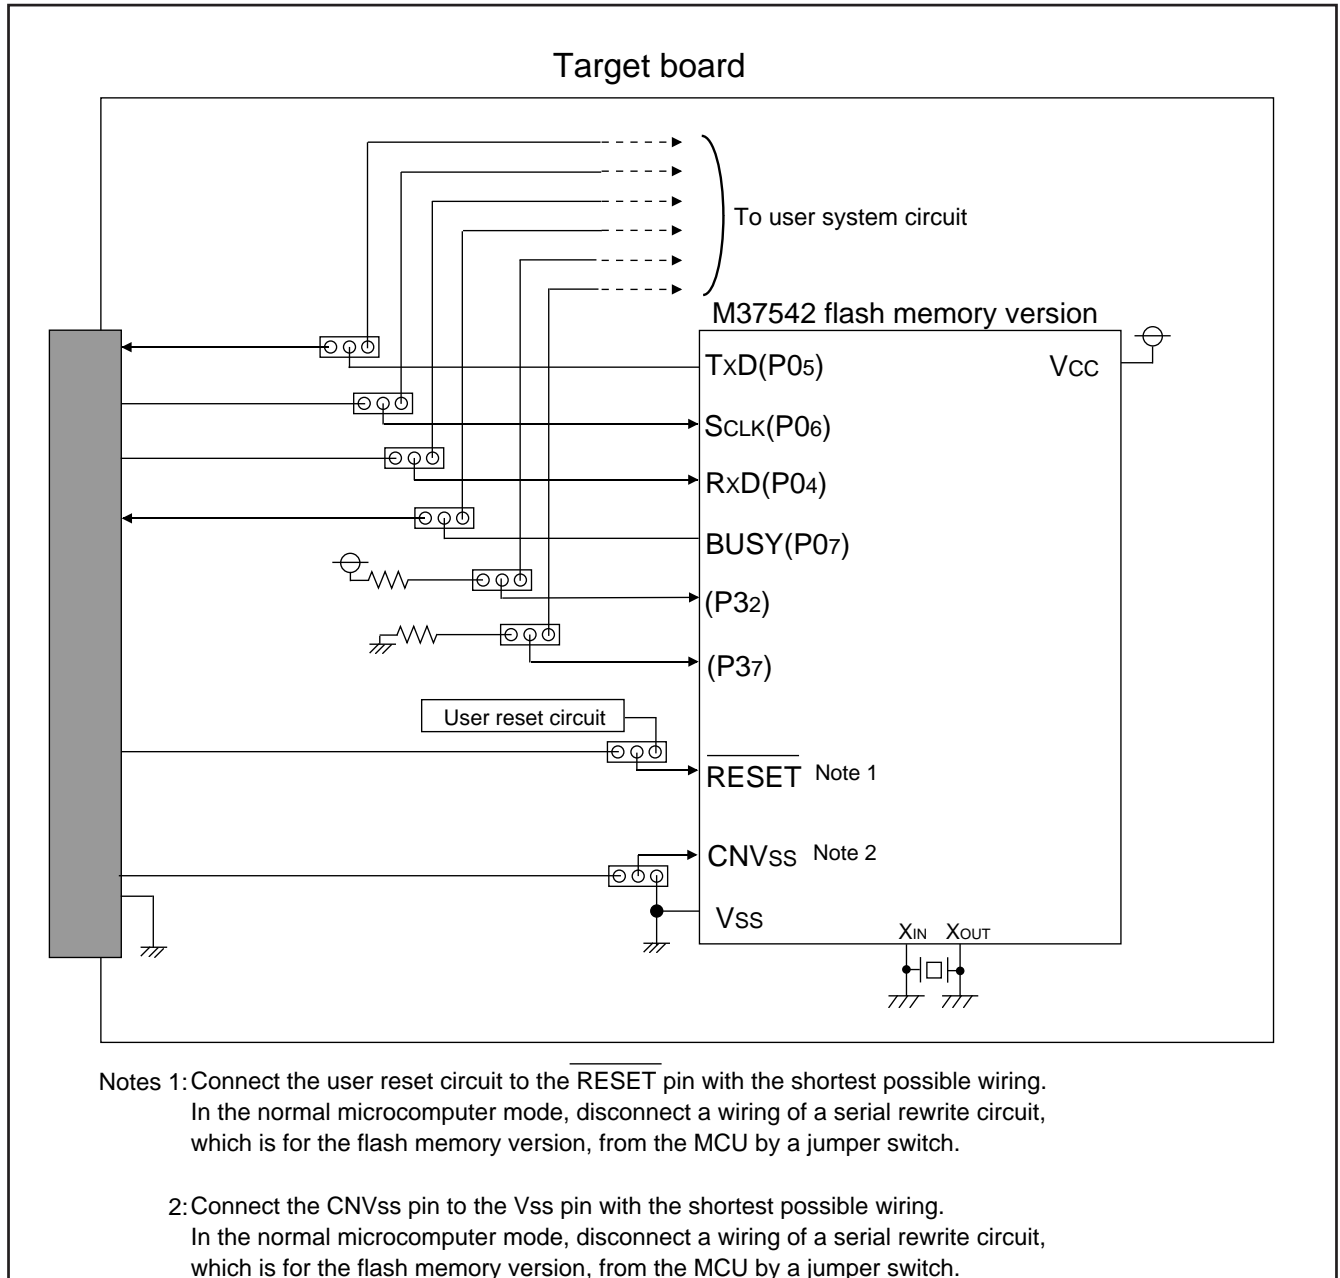 Target board
To user system circuit
M37542 flash memory version
TxD(P05)
VCC
SCLK(P06)
RxD(P04)
BUSY(P07)
(P32)
(P37)
User reset circuit
RESET Note 1
CNVSS Note 2
VSS
XIN XOUT
Notes 1: Connect the user reset circuit to the RESET pin with the shortest possible wiring.
In the normal microcomputer mode, disconnect a wiring of a serial rewrite circuit,
which is for the flash memory version, from the MCU by a jumper switch.
2: Connect the CNVss pin to the Vss pin with the shortest possible wiring.
In the normal microcomputer mode, disconnect a wiring of a serial rewrite circuit,
which is for the flash memory version, from the MCU by a jumper switch.